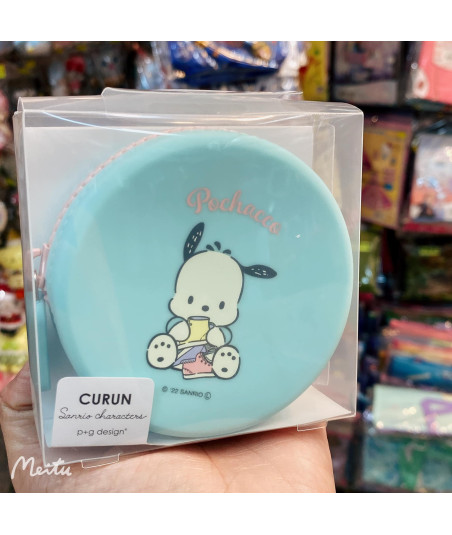 Pochacco
© '22 SANRIO Ⓛ
CURUN
Sanrio characters
p+g design®
Meitu